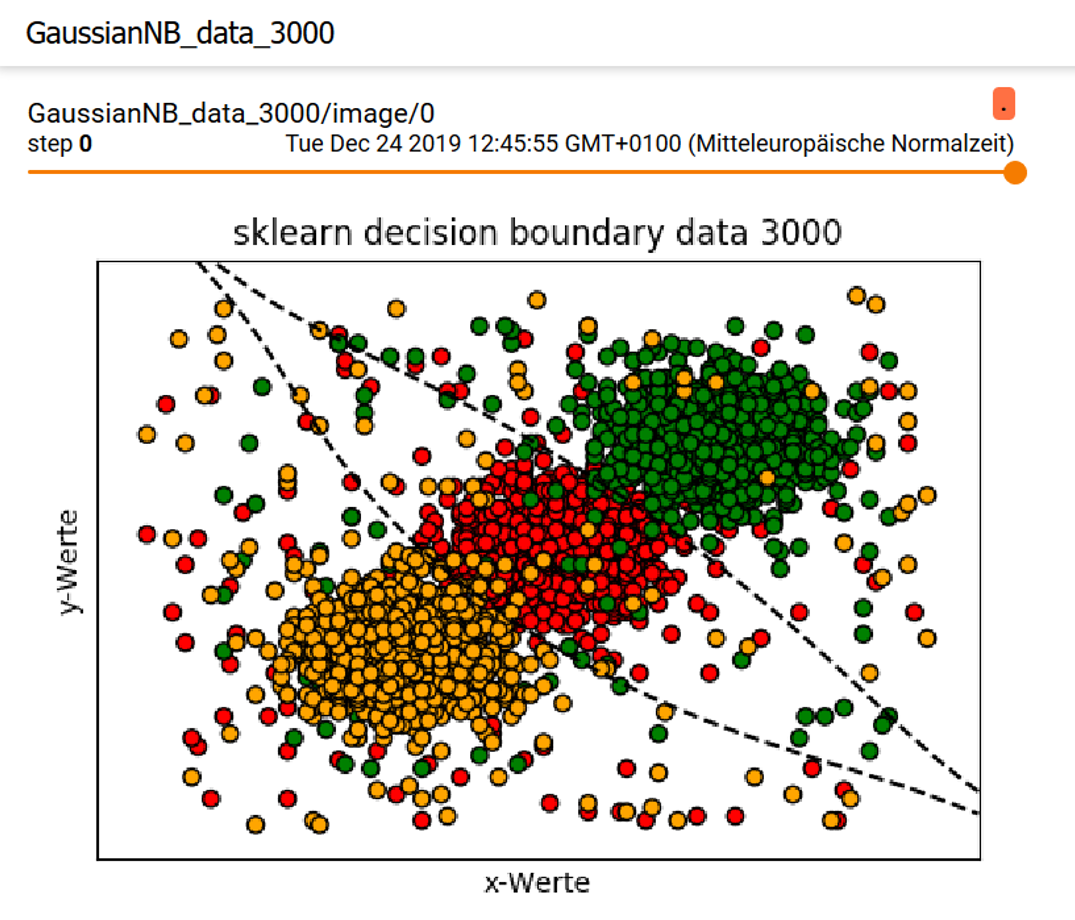 GaussianNB_data_3000
GaussianNB_data_3000/image/0
.
step 0 Tue Dec 24 2019 12:45:55 GMT+0100 (Mitteleuropäische Normalzeit)
sklearn decision boundary data 3000
y-Werte
x-Werte